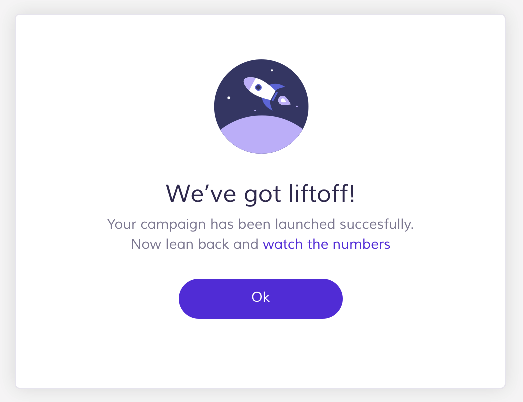 We've got liftoff!
Your campaign has been launched succesfully.
Now lean back and watch the numbers
Ok